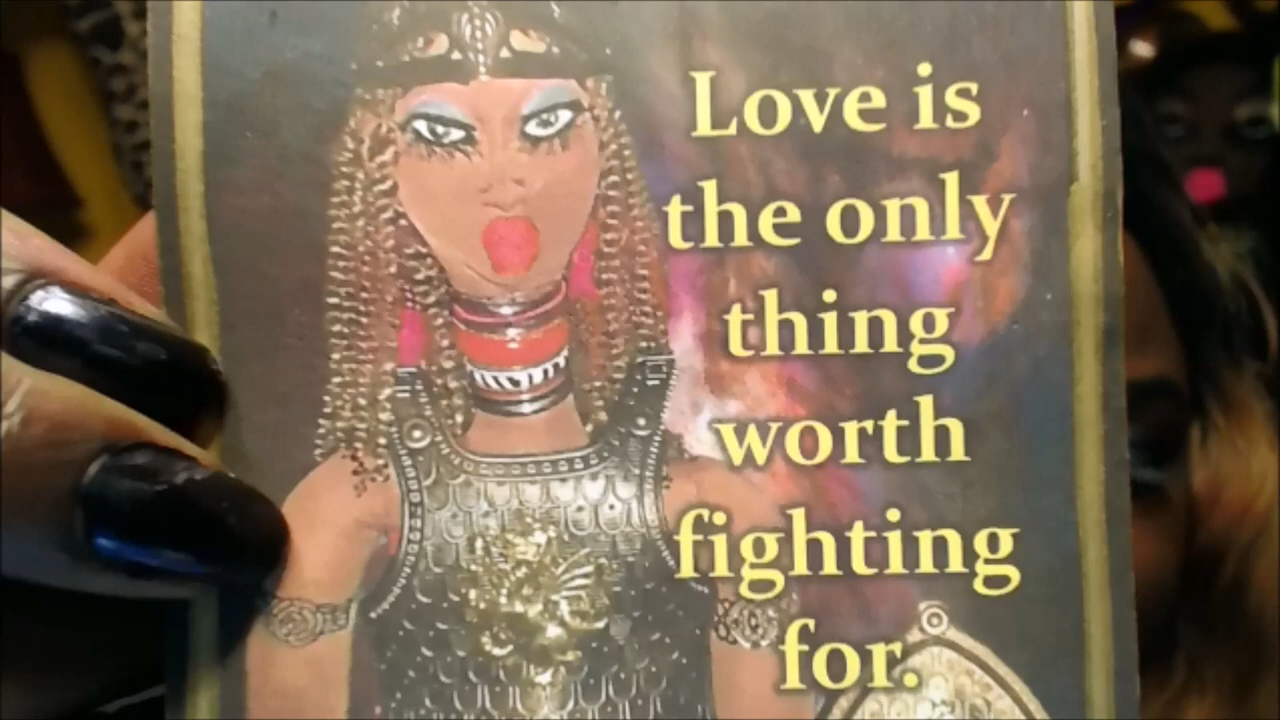 Love is
the only
thing
worth
fighting
for.